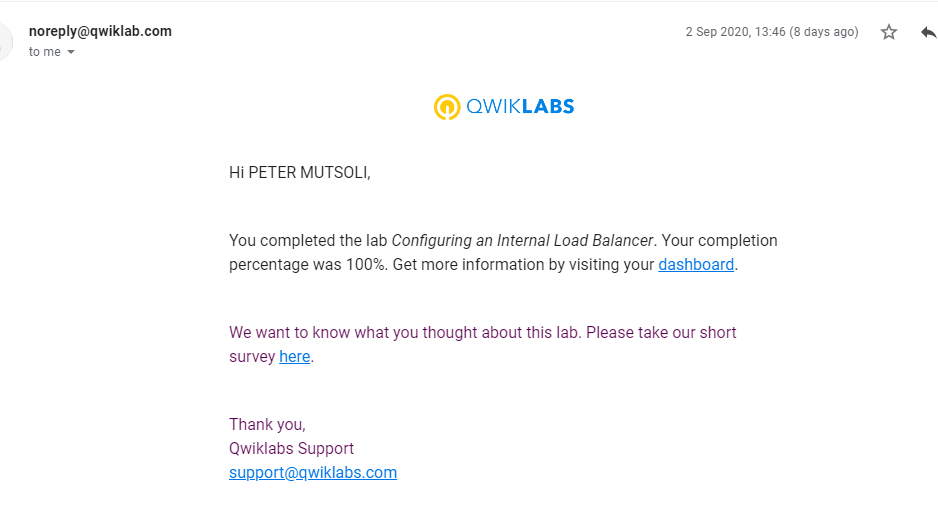 noreply@qwiklab.com
2 Sep 2020, 13:46 (8 days ago)
to me
QWIKLABS
Hi PETER MUTSOLI,
You completed the lab Configuring an Internal Load Balancer. Your completion
percentage was 100%. Get more information by visiting your dashboard.
We want to know what you thought about this lab. Please take our short
survey here.
Thank you,
Qwiklabs Support
support@qwiklabs.com